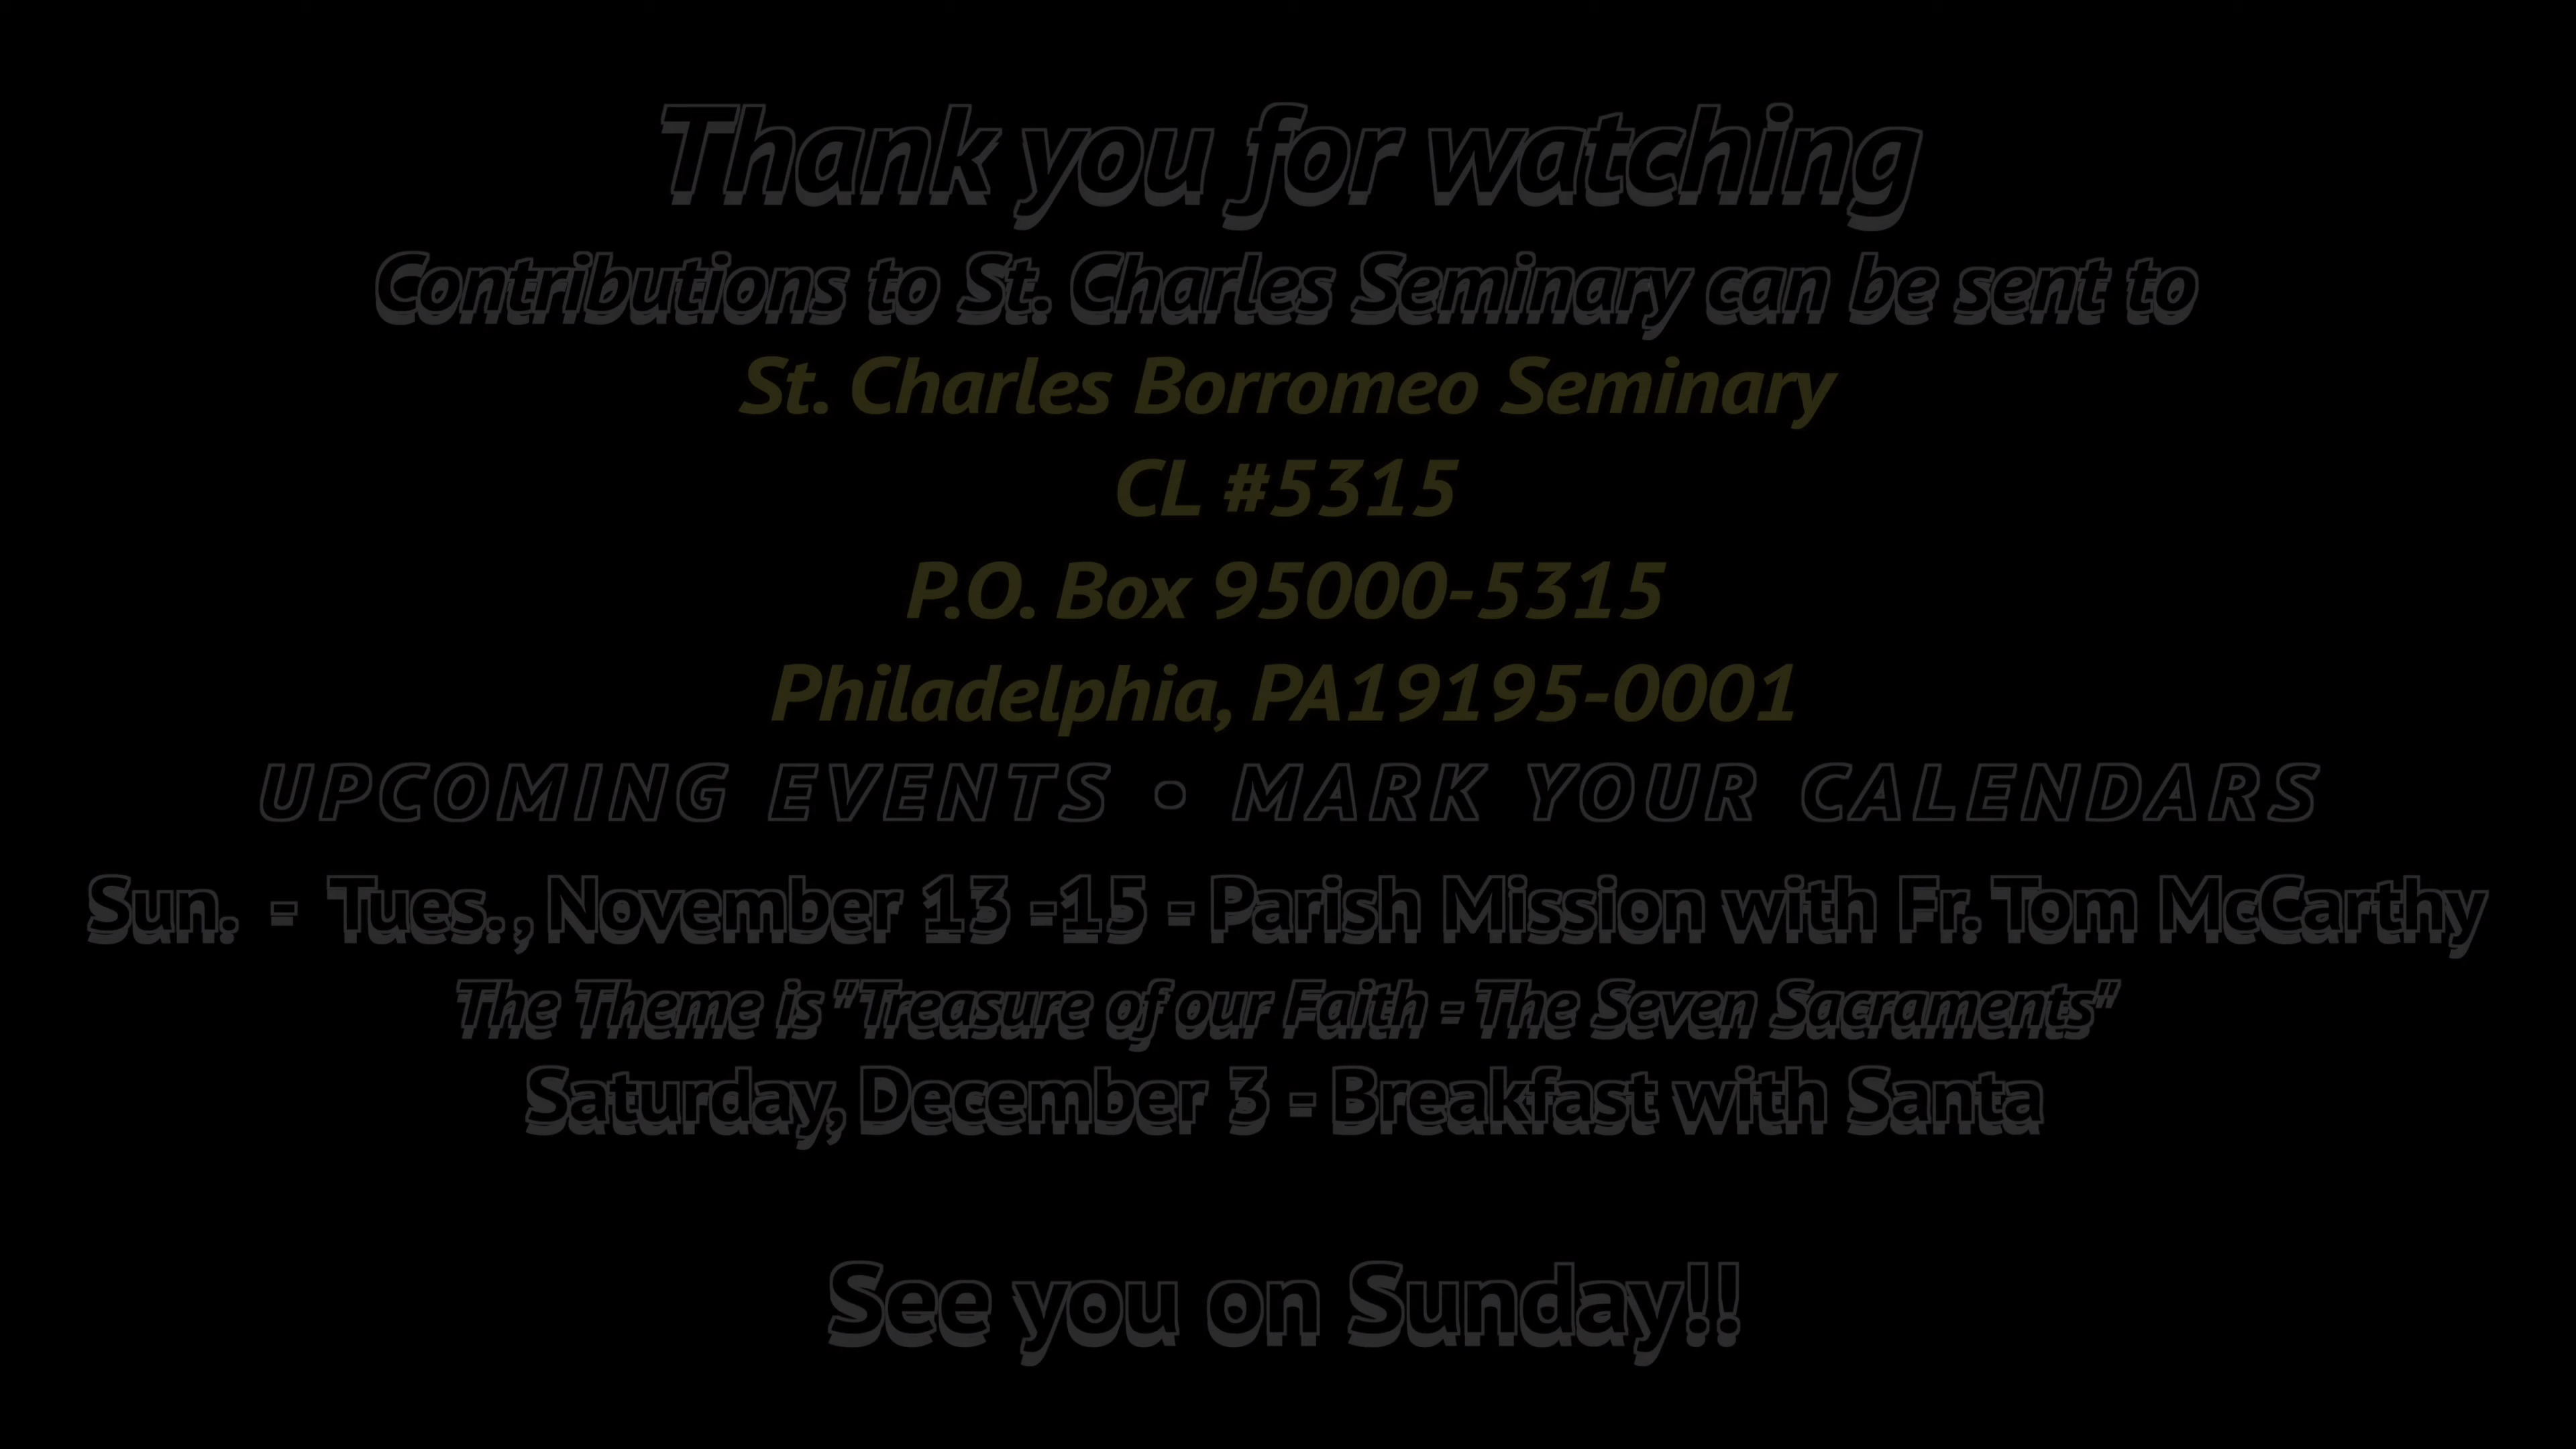 Thank you for watching
Contributions to St. Charles Seminary can be sent to
St. Charles Borromeo Seminary
CL #5315
P.O. Box 95000-5315
Philadelphia, PA19195-0001
UPCOMING EVENTS • MARK YOUR CALENDARS
Sun. - Tues., November 13 -15 - Parish Mission with Fr. Tom McCarthy
The Theme is "Treasure of our Faith - The Seven Sacraments"
Saturday, December 3 - Breakfast with Santa
See you on Sunday!!